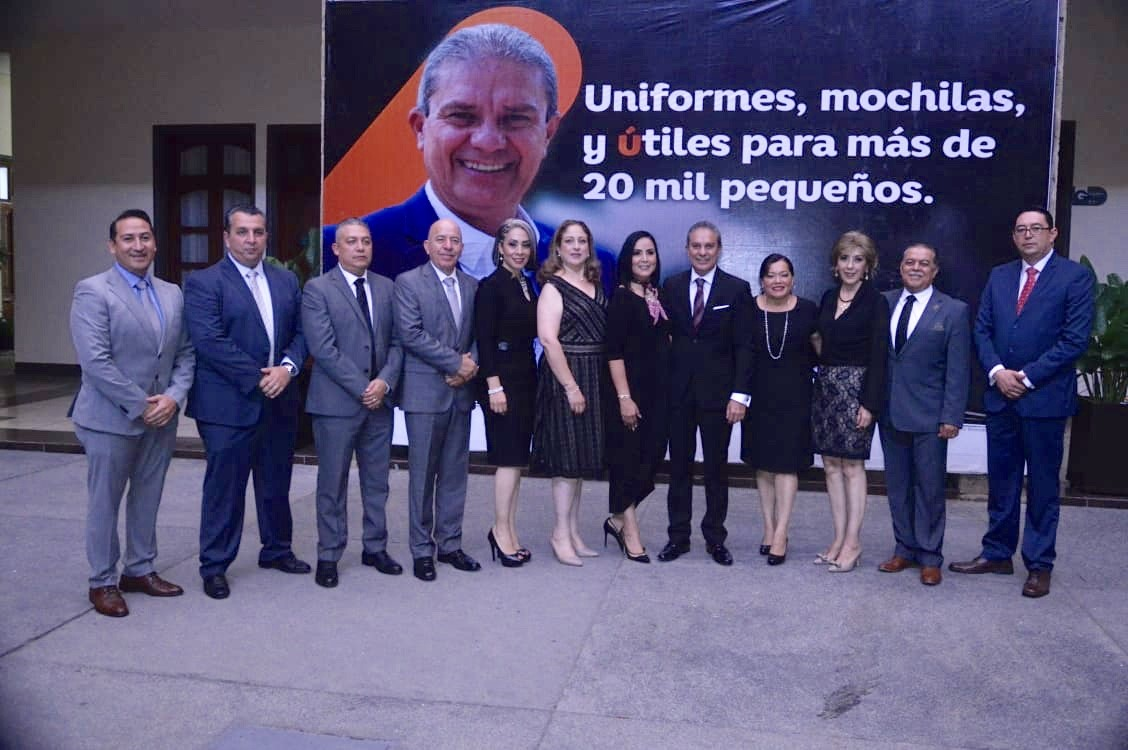 Uniformes, mochilas,
y útiles para más de
20 mil pequeños.